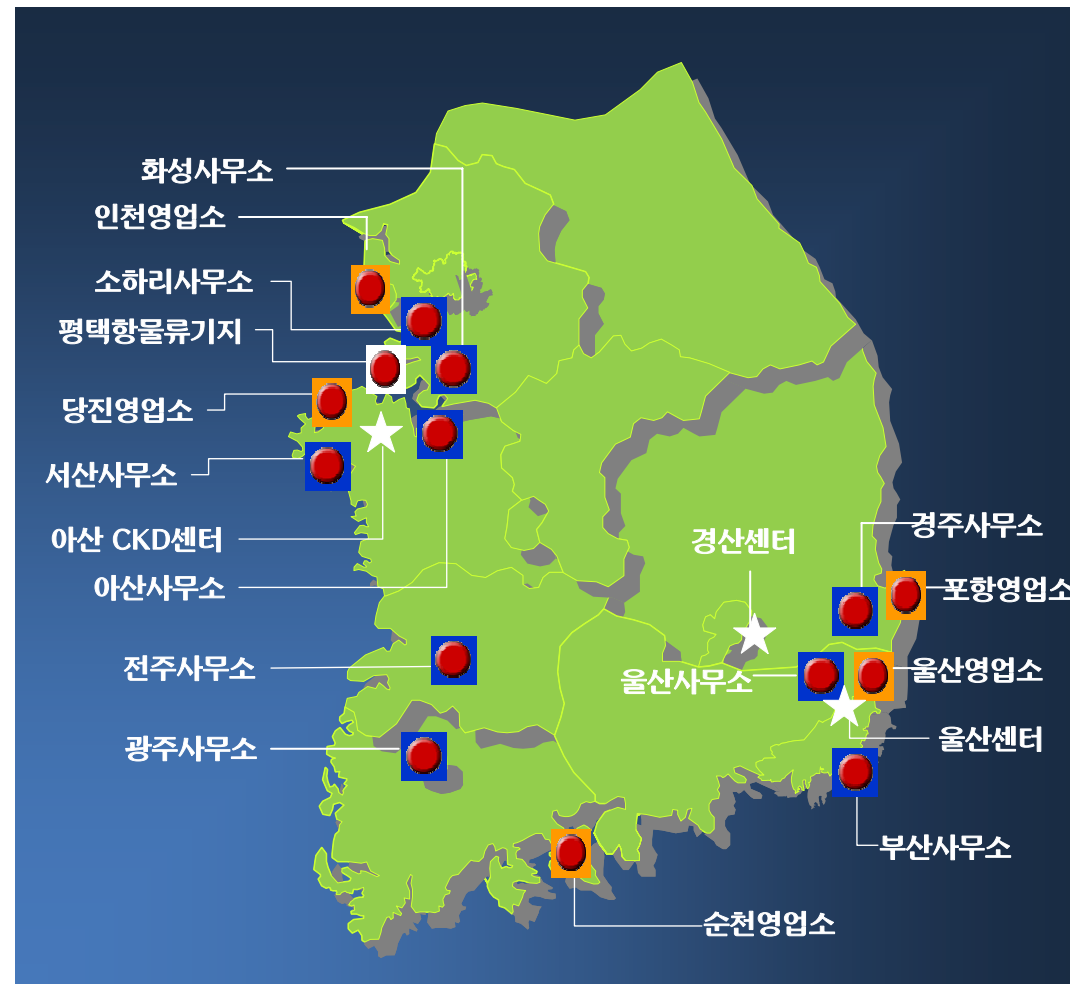 화성사무소
인천영업소
소하리사무소
평택항물류기지
당진영업소
서산사무소
아산 CKD센터
아산사무소
전주사무소
광주사무소
경산센터
경주사무소
포항영업소
울산사무소
울산영업소
울산센터
부산사무소
순천영업소